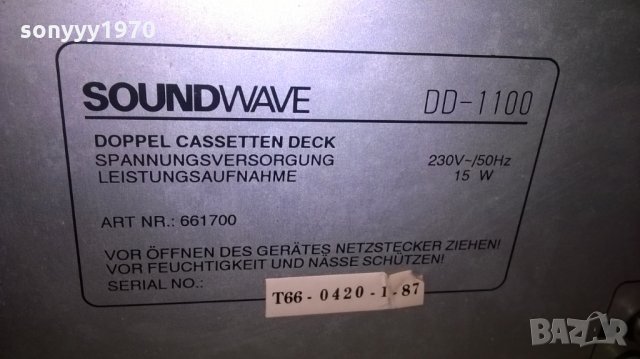 sonyyy1970
SOUNDWAVE DD-1100
DOPPEL CASSETTEN DECK
SPANNUNGSVERSORGUNG 230V~/50Hz
LEISTUNGSAUFNAHME 15 W
ART NR.: 661700
VOR ÖFFNEN DES GERÄTES NETZSTECKER ZIEHEN!
VOR FEUCHTIGKEIT UND NÄSSE SCHÜTZEN!
SERIAL NO.: T66-0420-1-87
BAZAR